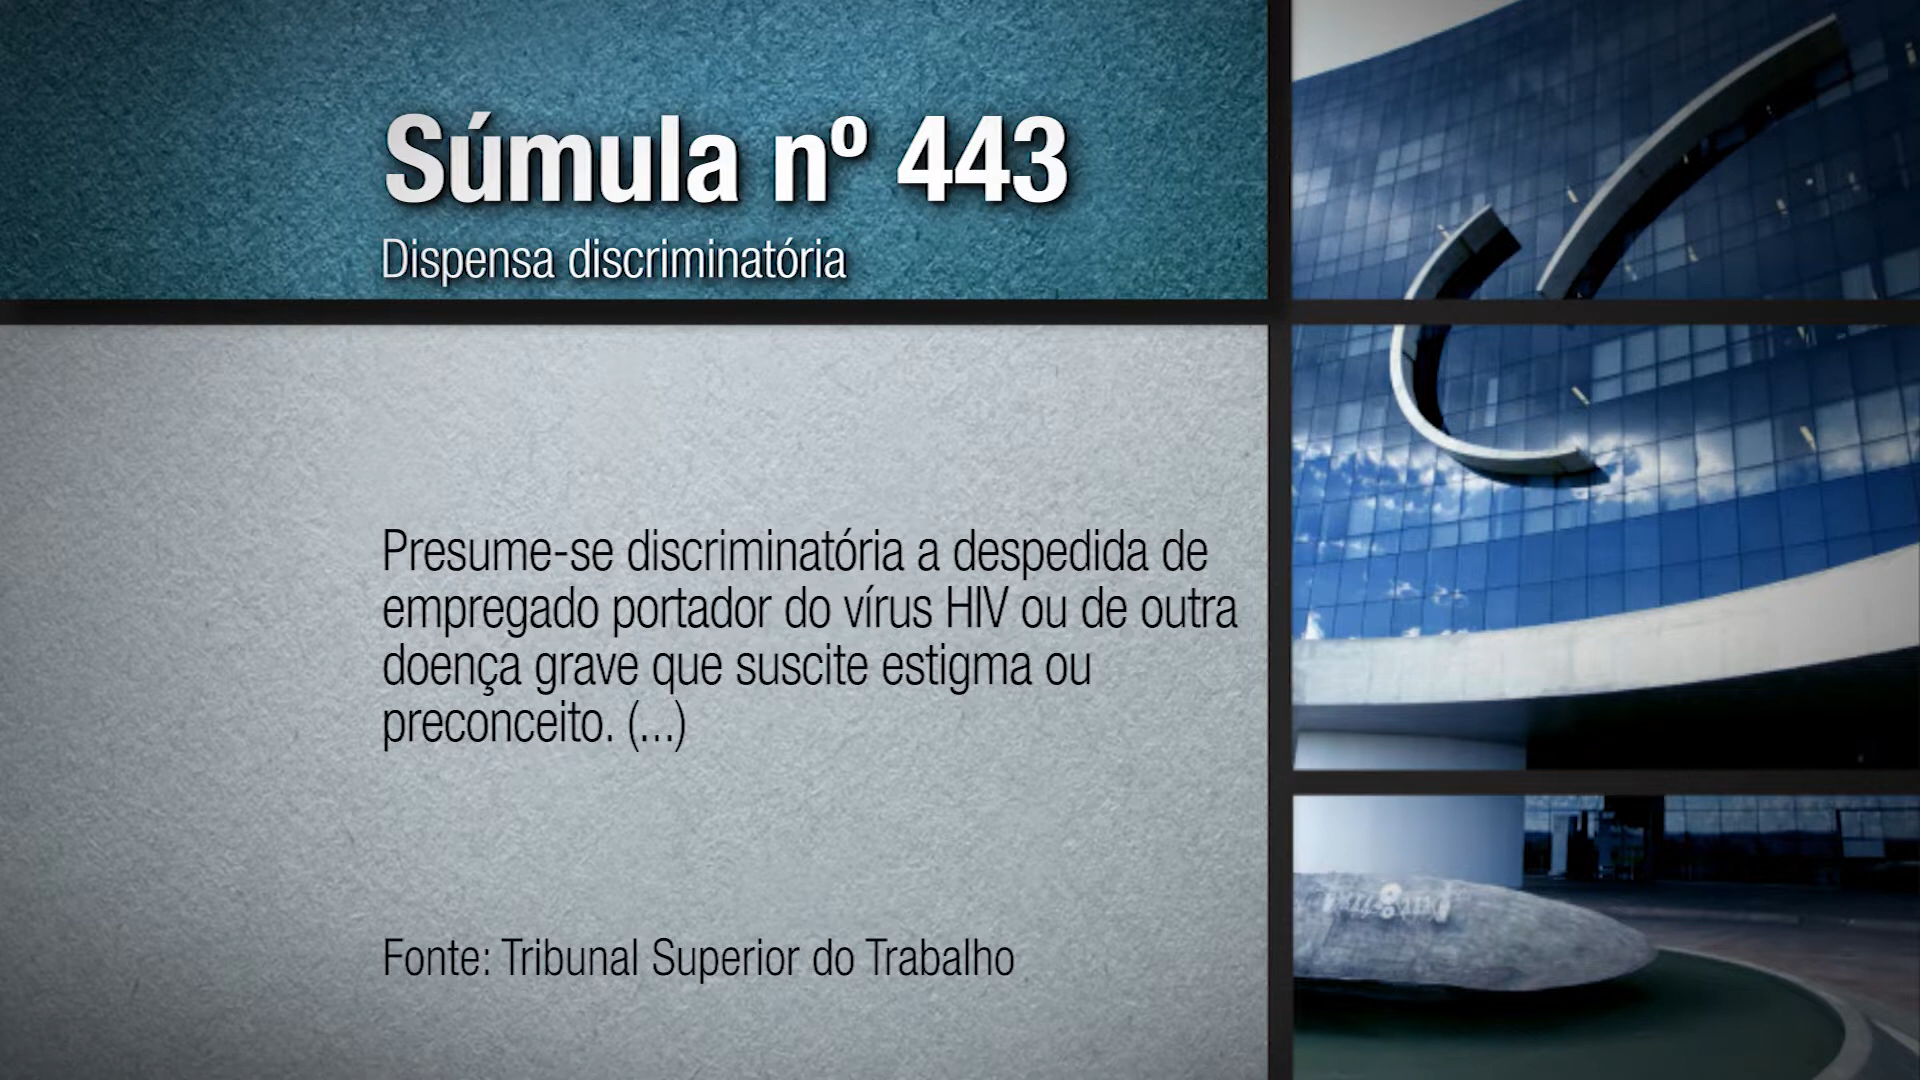 Súmula nº 443
Dispensa discriminatória
Presume-se discriminatória a despedida de
empregado portador do vírus HIV ou de outra
doença grave que suscite estigma ou
preconceito. (...)
Fonte: Tribunal Superior do Trabalho